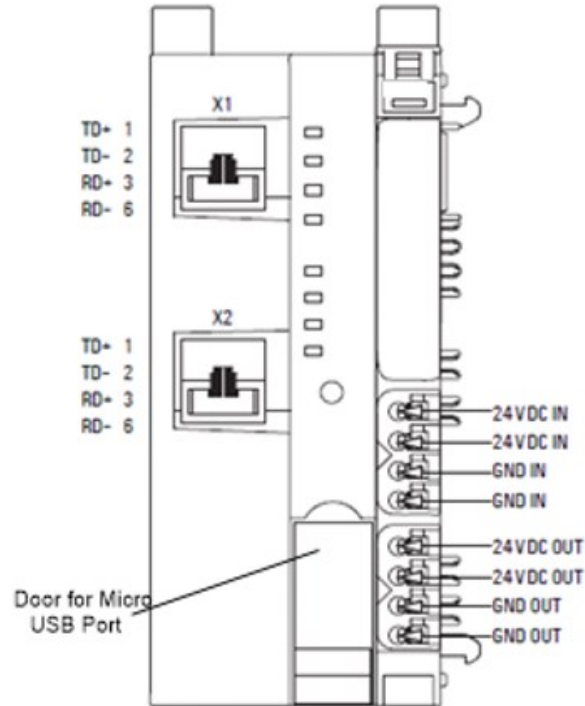 X1
TD+ 1
TD- 2
RD+ 3
RD- 6
X2
TD+ 1
TD- 2
RD+ 3
RD- 6
24VDC IN
24VDC IN
GND IN
GND IN
24VDC OUT
24VDC OUT
GND OUT
GND OUT
Door for Micro
USB Port